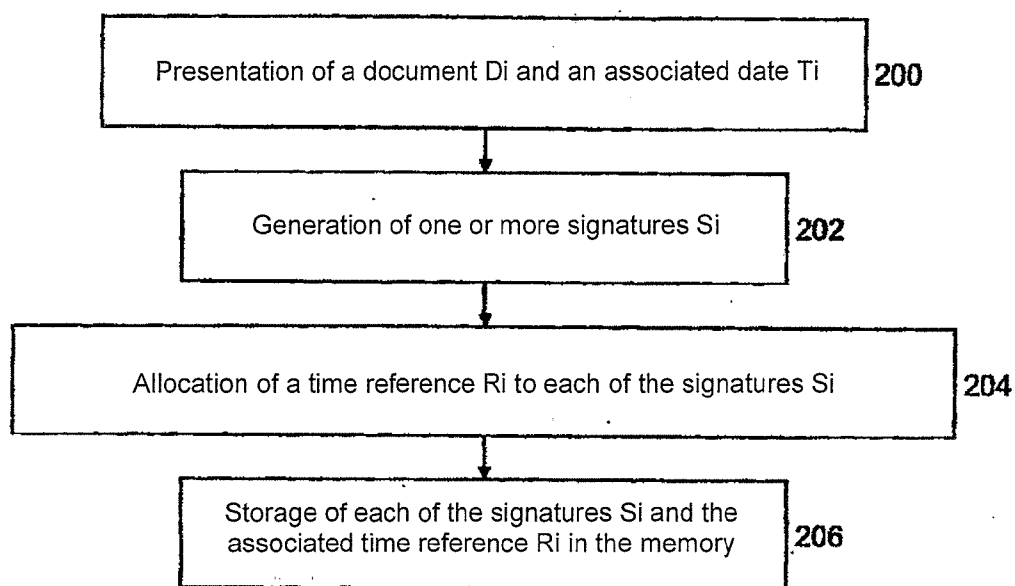 Presentation of a document Di and an associated date Ti
200
Generation of one or more signatures Si
202
Allocation of a time reference Ri to each of the signatures Si
204
Storage of each of the signatures Si and the
associated time reference Ri in the memory
206